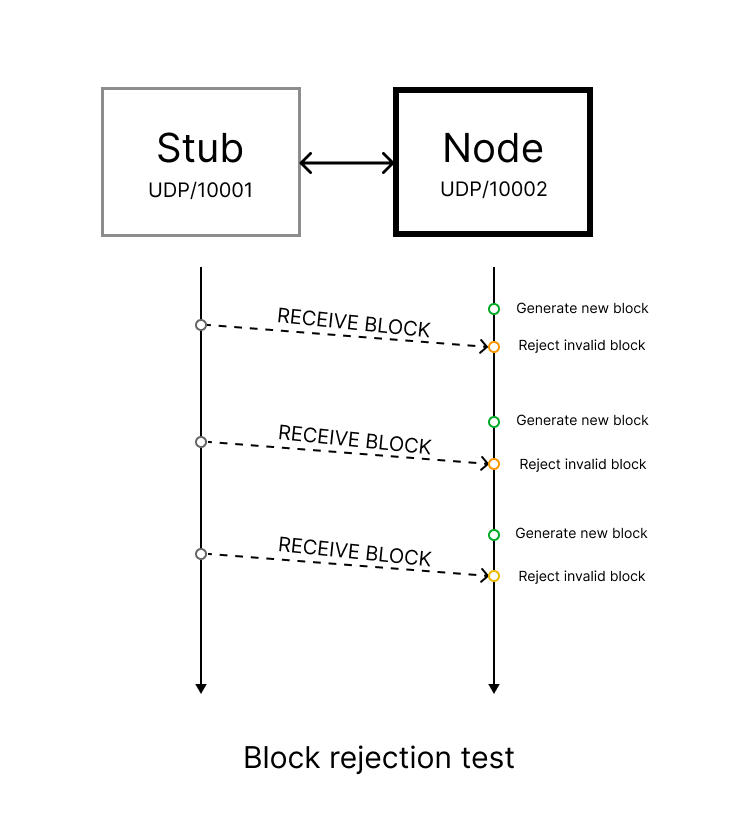 Stub
UDP/10001
Node
UDP/10002
Generate new block
RECEIVE BLOCK
Reject invalid block
Generate new block
RECEIVE BLOCK
Reject invalid block
Generate new block
RECEIVE BLOCK
Reject invalid block
Block rejection test